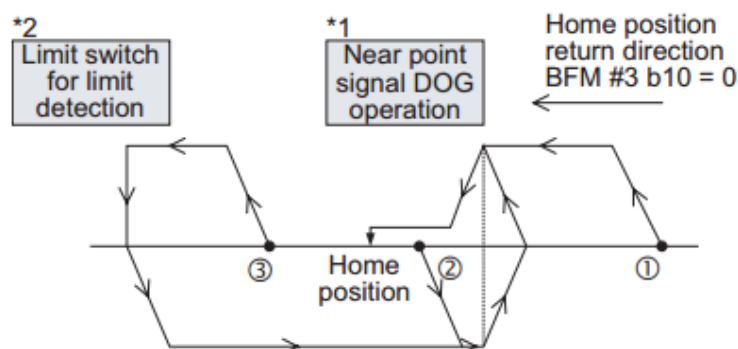 *2
Limit switch
for limit
detection
*1
Near point
signal DOG
operation
Home position
return direction
BFM #3 b10 = 0
③
Home
position
②
①